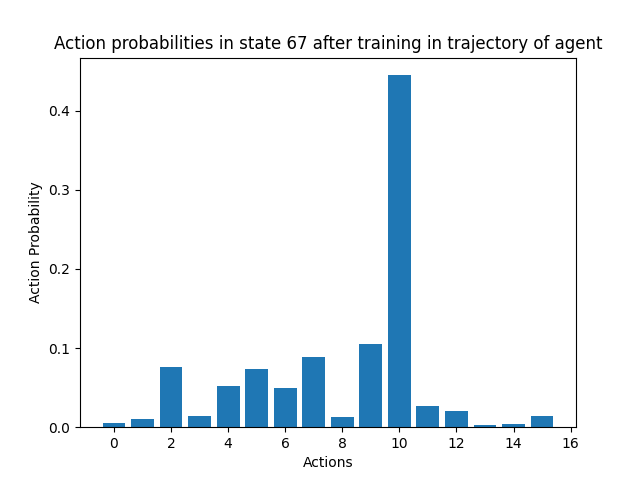 Action probabilities in state 67 after training in trajectory of agent
Action Probability
0.4
0.3
0.2
0.1
0.0
0 2 4 6 8 10 12 14 16
Actions